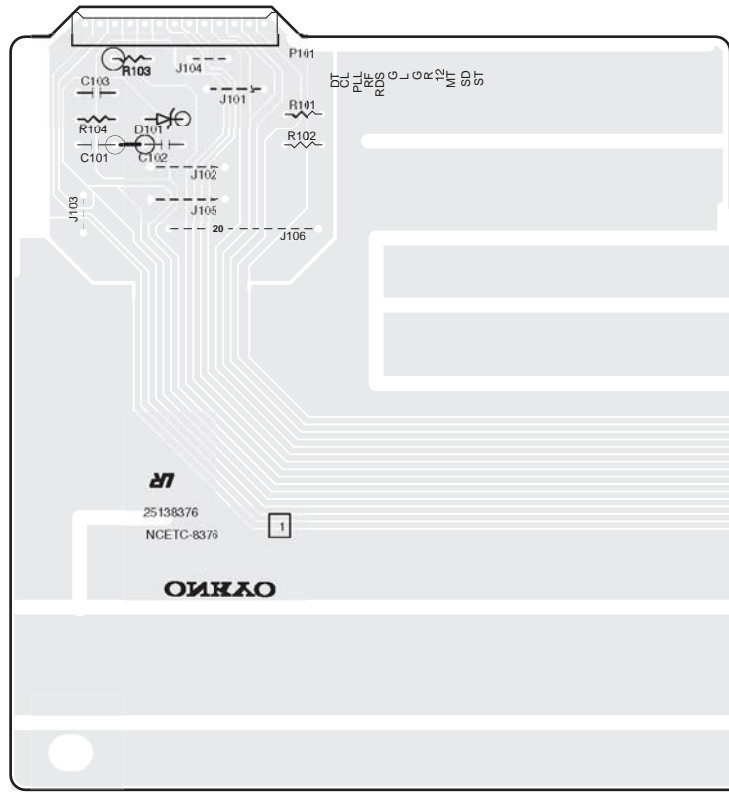 P101
R103
J104
DT
CL
PLL
RF
RDS
G
L
G
R
12
MT
SD
ST
C103
J101
R101
R104
D101
R102
C101
C102
J102
J103
J105
20
J106
UR
25138376
1
NCETC-8376
ONKYO